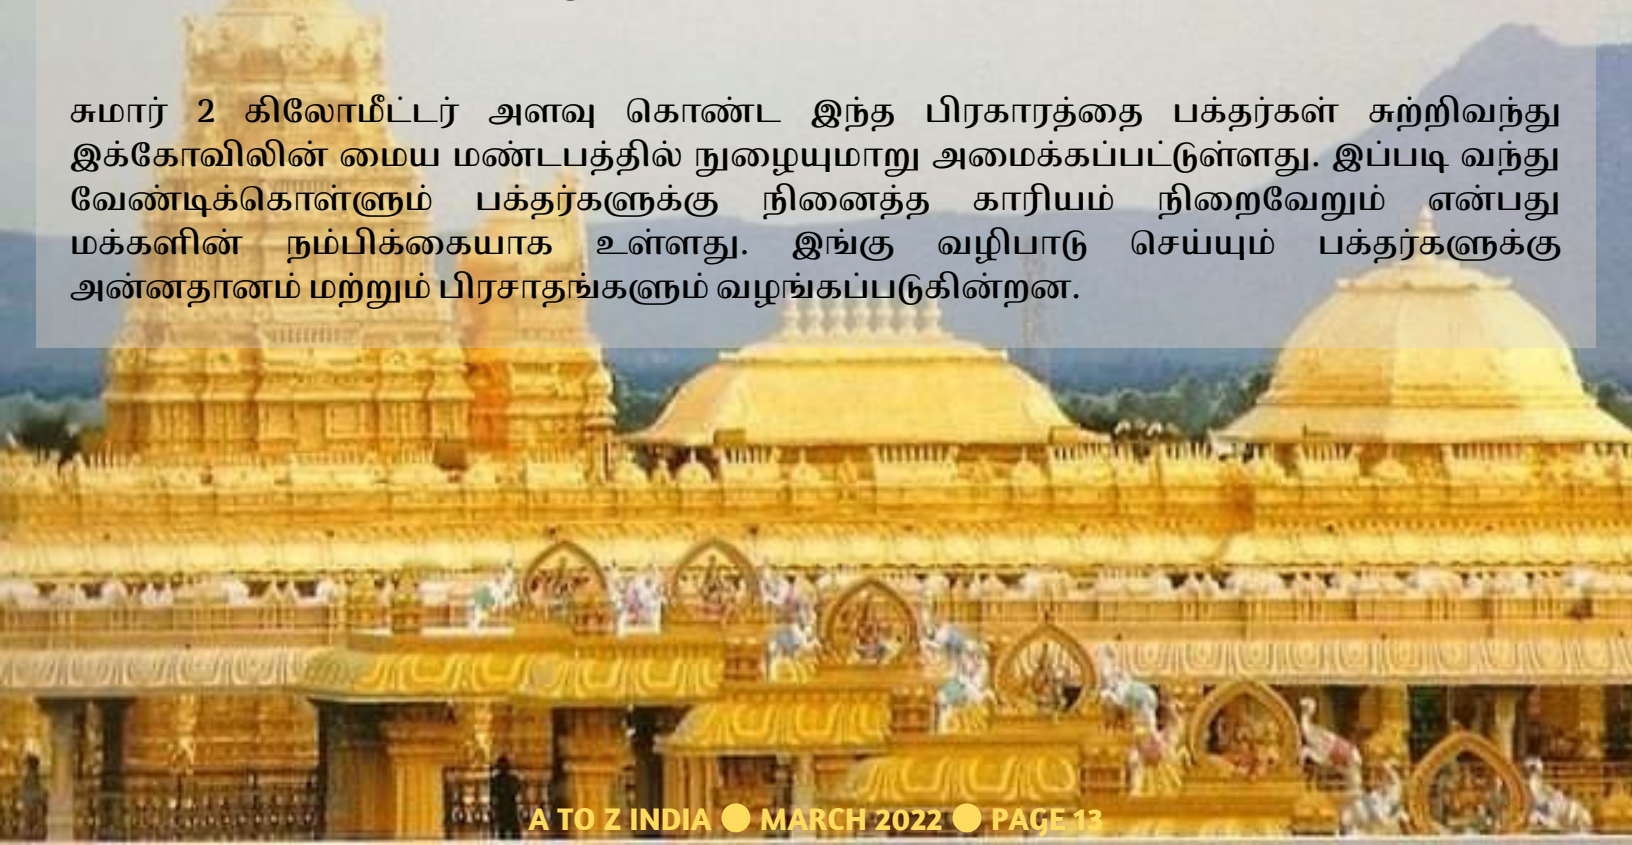 சுமார் 2 கிலோமீட்டர் அளவு கொண்ட இந்த பிரகாரத்தை பக்தர்கள் சுற்றிவந்து
இக்கோவிலின் மைய மண்டபத்தில் நுழையுமாறு அமைக்கப்பட்டுள்ளது. இப்படி வந்து
வேண்டிக்கொள்ளும் பக்தர்களுக்கு நினைத்த காரியம் நிறைவேறும் என்பது
மக்களின் நம்பிக்கையாக உள்ளது. இங்கு வழிபாடு செய்யும் பக்தர்களுக்கு
அன்னதானம் மற்றும் பிரசாதங்களும் வழங்கப்படுகின்றன.
A TO Z INDIA ● MARCH 2022 ● PAGE 13